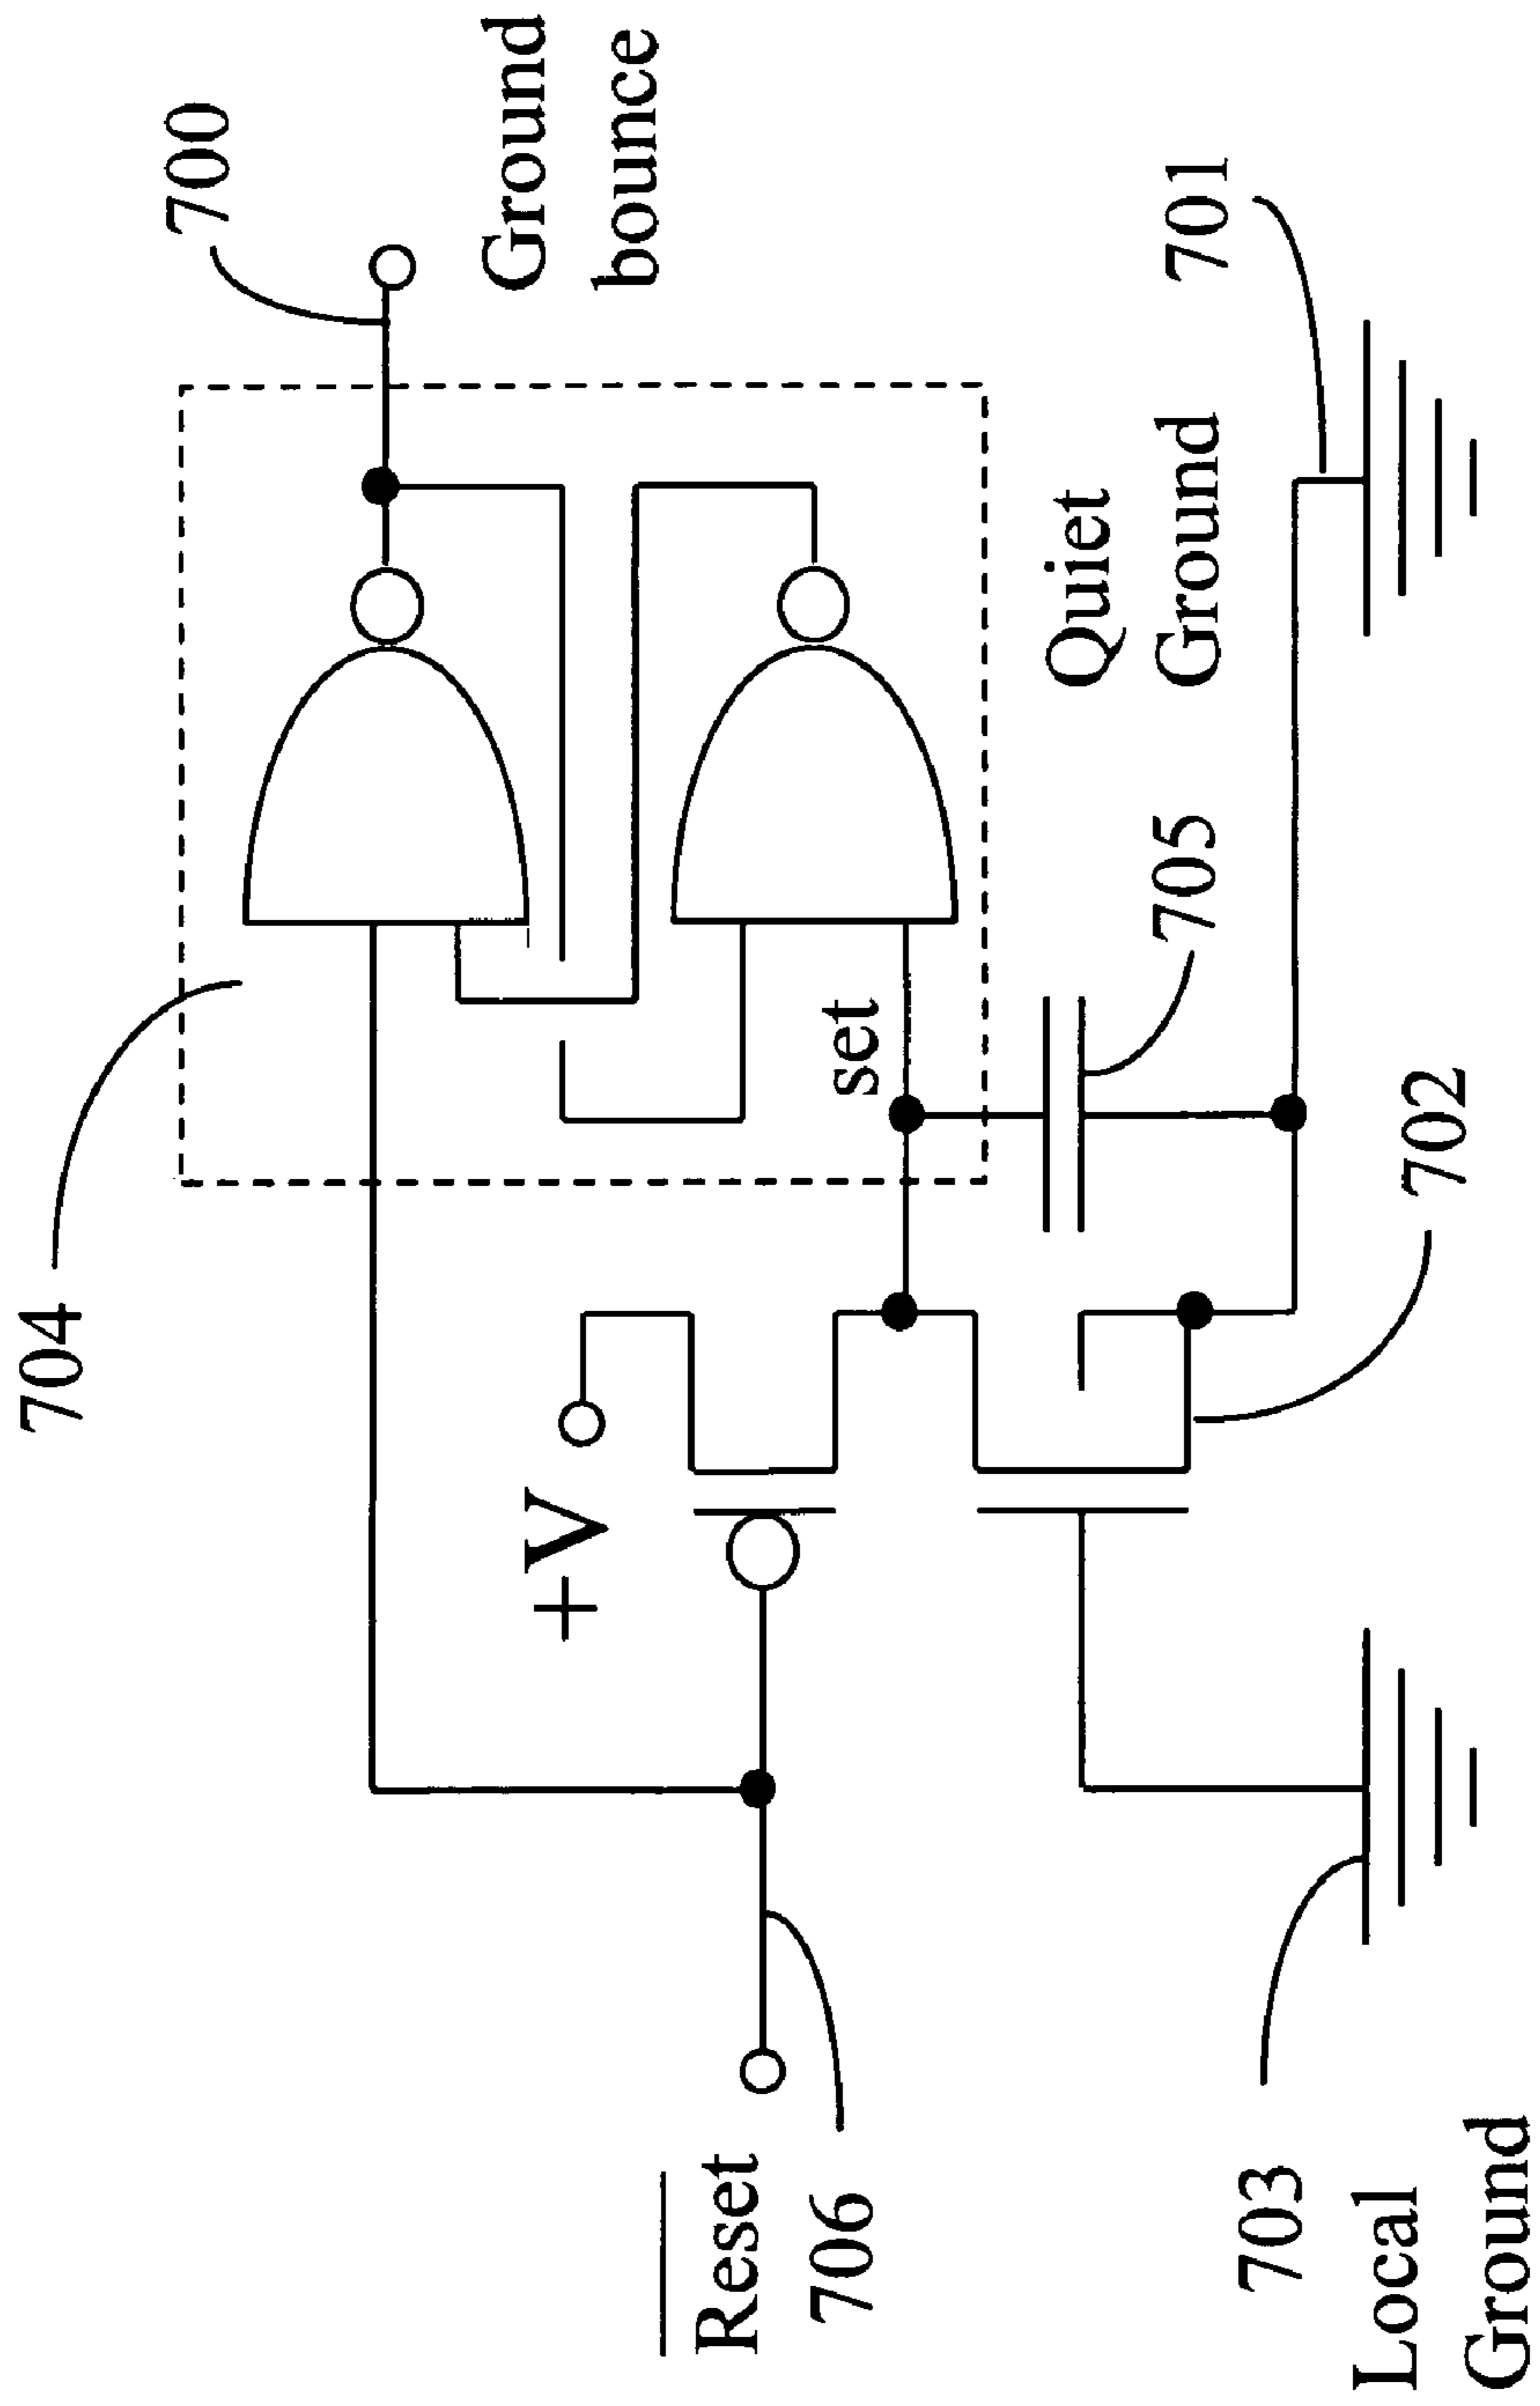 704
700
Ground
bounce
+V
set
Reset
706
Quiet
Ground
705
701
702
703
Local
Ground